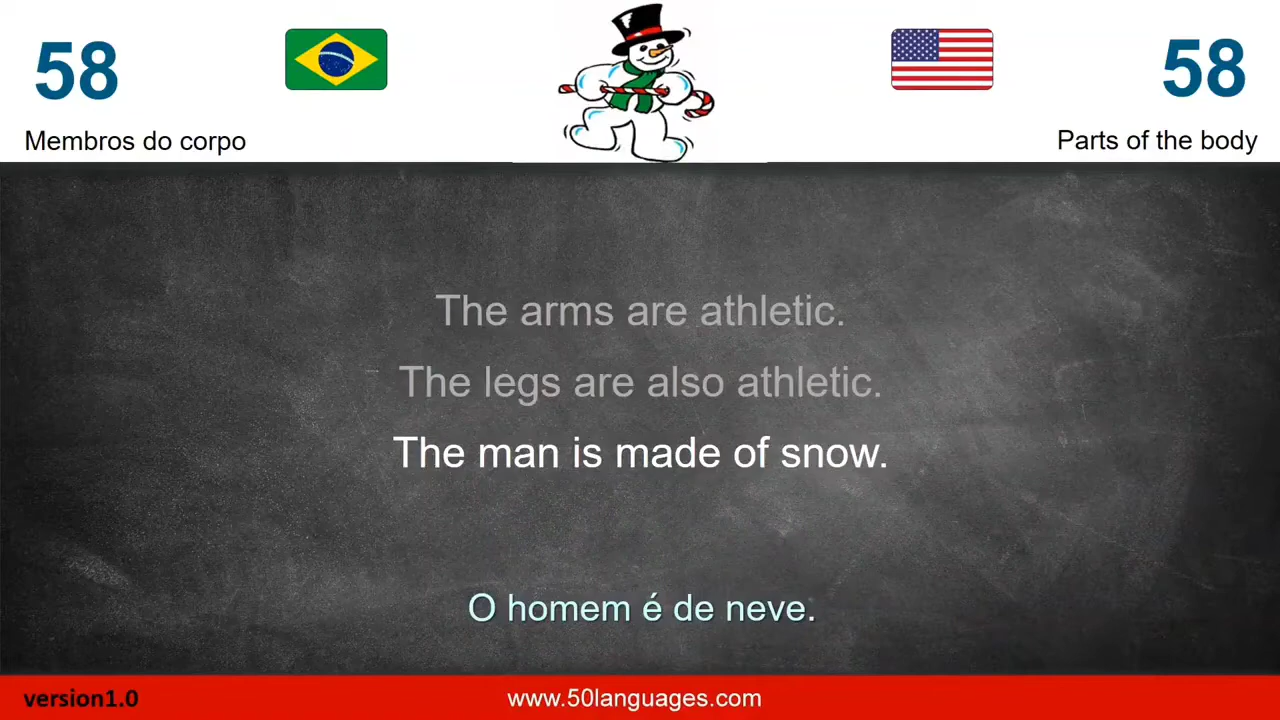 58
58
Membros do corpo
Parts of the body
The arms are athletic.
The legs are also athletic.
The man is made of snow.
O homem é de neve.
version1.0
www.50languages.com